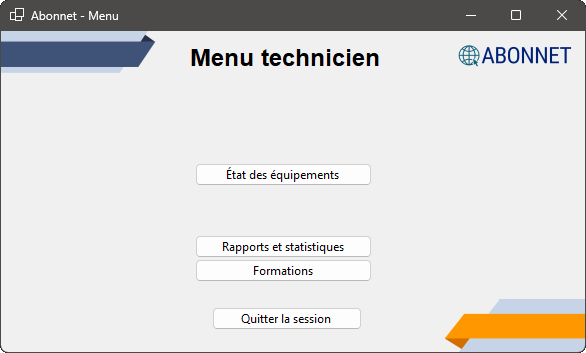 Abonnet - Menu
Menu technicien
ABONNET
État des équipements
Rapports et statistiques
Formations
Quitter la session